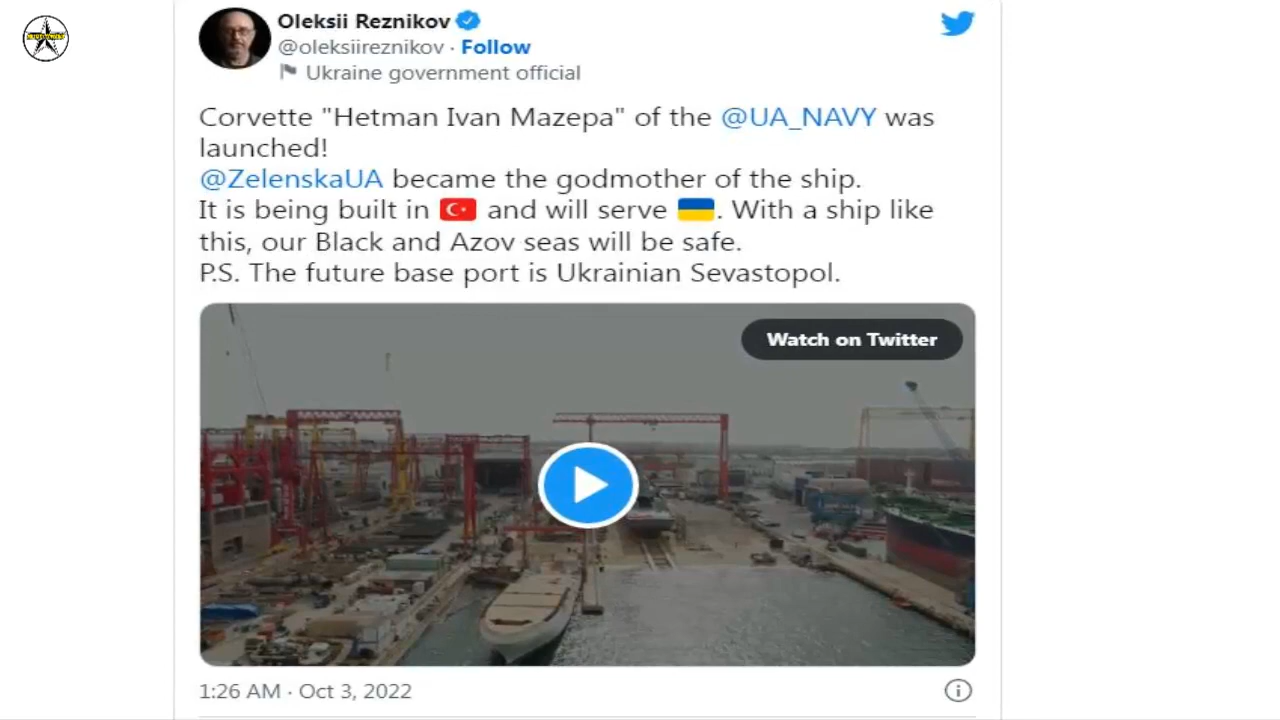 Oleksii Reznikov
@oleksiireznikov · Follow
Ukraine government official
Corvette "Hetman Ivan Mazepa" of the @UA_NAVY was
launched!
@ZelenskaUA became the godmother of the ship.
It is being built in 🇹🇷 and will serve 🇺🇦. With a ship like
this, our Black and Azov seas will be safe.
P.S. The future base port is Ukrainian Sevastopol.
Watch on Twitter
1:26 AM · Oct 3, 2022